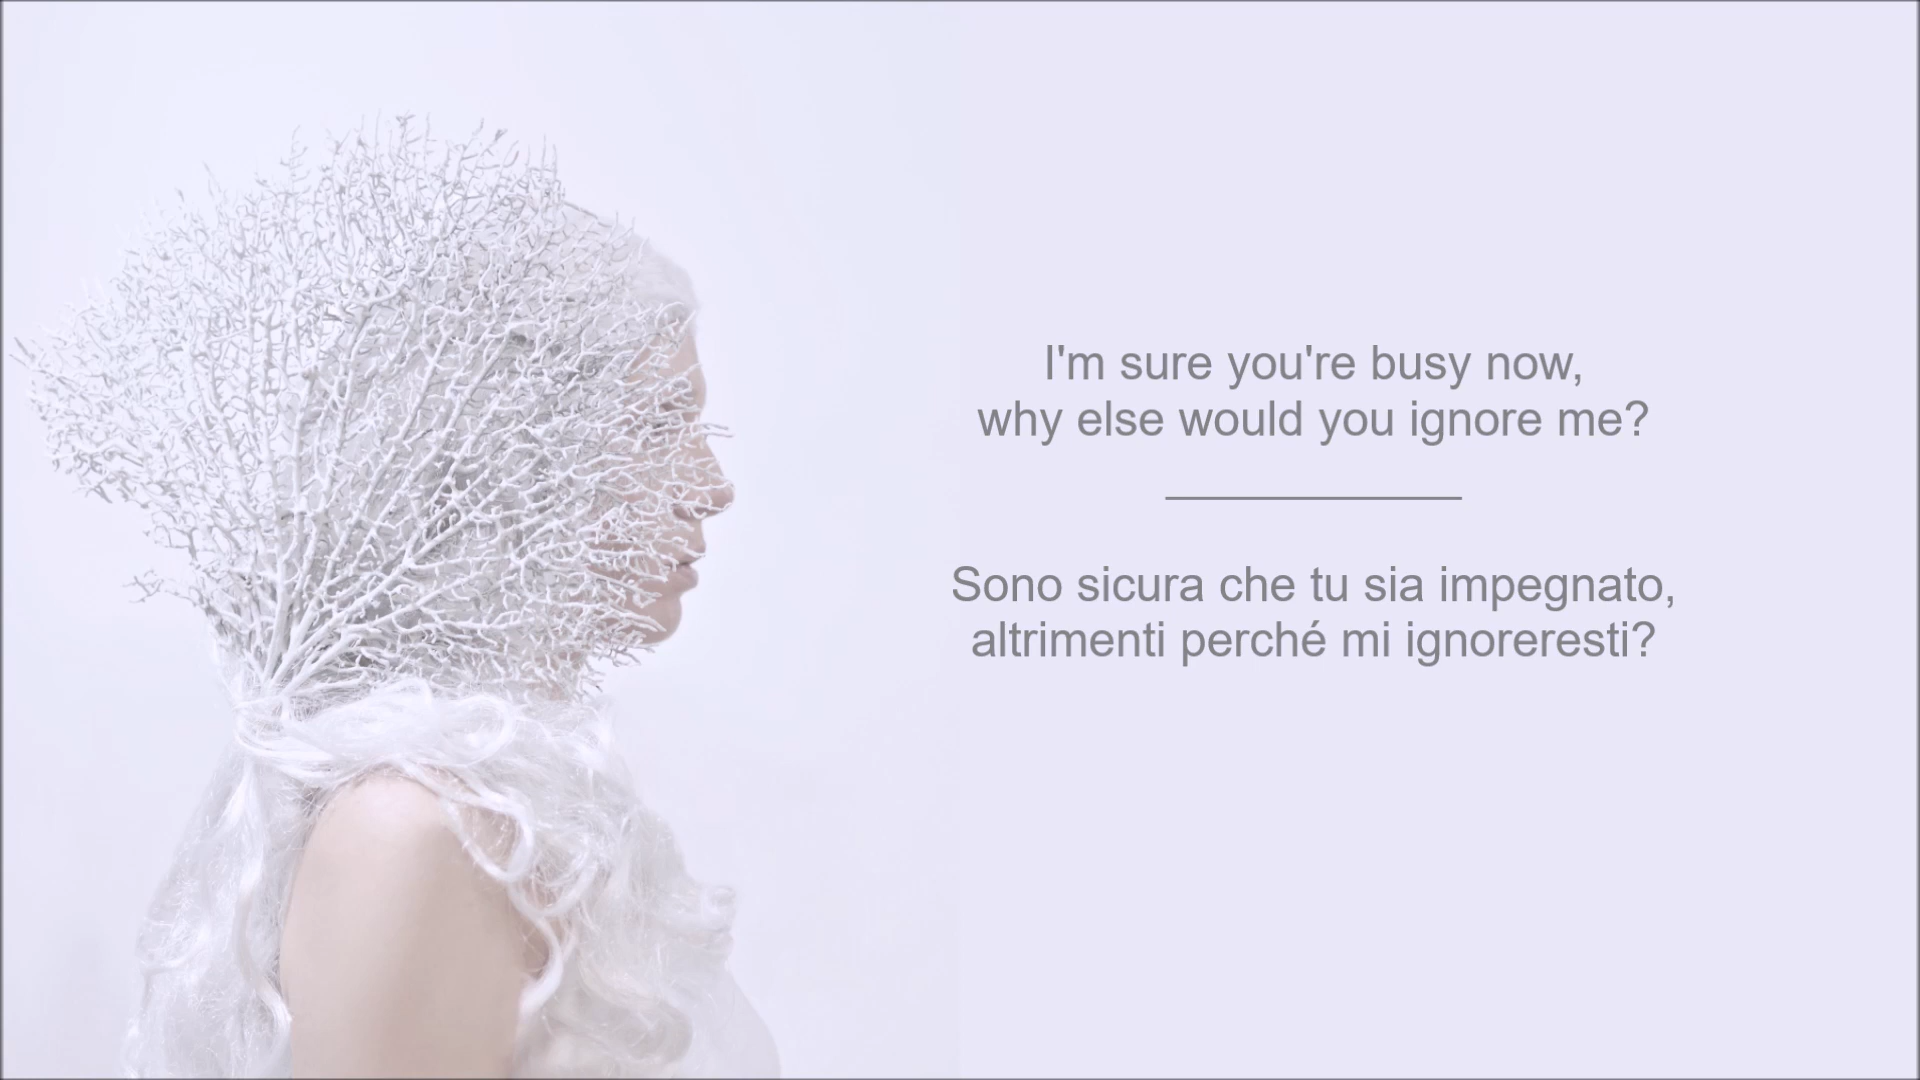 I'm sure you're busy now,
why else would you ignore me?
Sono sicura che tu sia impegnato,
altrimenti perché mi ignoreresti?